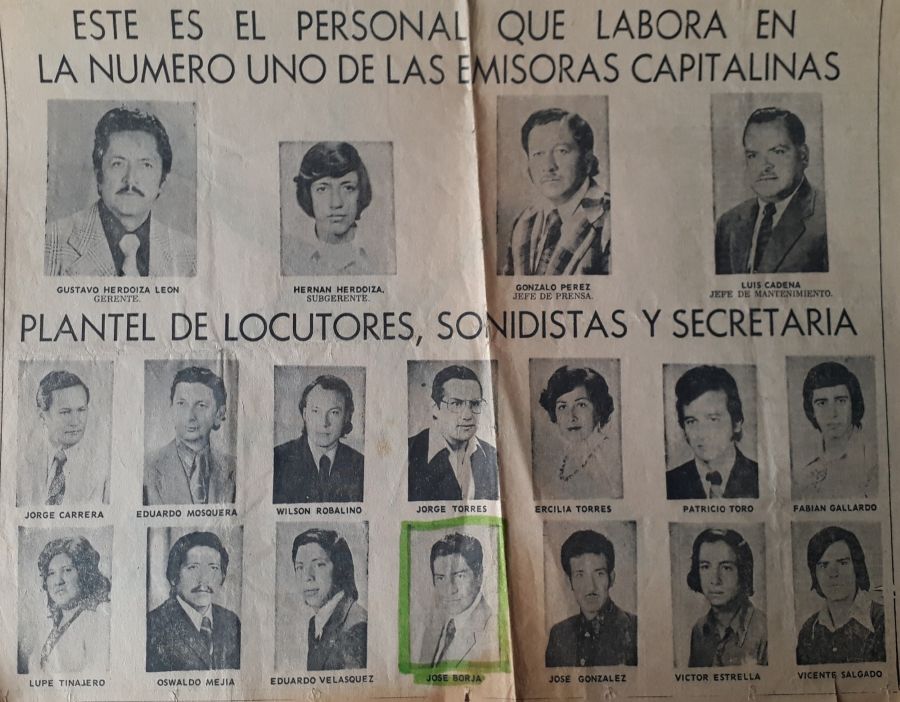 ESTE ES EL PERSONAL QUE LABORA EN
LA NUMERO UNO DE LAS EMISORAS CAPITALINAS
GUSTAVO HERDOIZA LEON
GERENTE.
HERNAN HERDOIZA.
SUBGERENTE.
GONZALO PEREZ
JEFE DE PRENSA.
LUIS CADENA
JEFE DE MANTENIMIENTO.
PLANTEL DE LOCUTORES, SONIDISTAS Y SECRETARIA
JORGE CARRERA
EDUARDO MOSQUERA
WILSON ROBALINO
JORGE TORRES
ERCILIA TORRES
PATRICIO TORO
FABIAN GALLARDO
LUPE TINAJERO
OSWALDO MEJIA
EDUARDO VELASQUEZ
JOSE BORJA
JOSE GONZALEZ
VICTOR ESTRELLA
VICENTE SALGADO